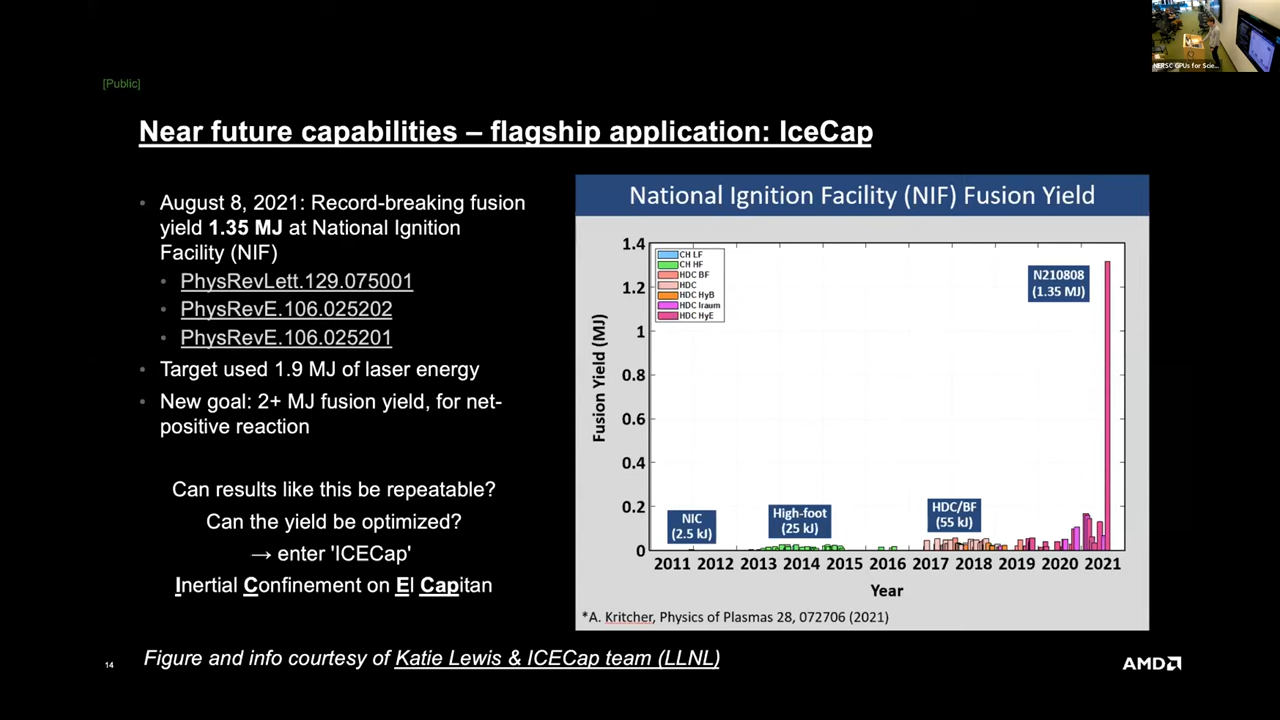 NERSC GPUs for Scie...
[Public]
Near future capabilities – flagship application: IceCap
• August 8, 2021: Record-breaking fusion
yield 1.35 MJ at National Ignition
Facility (NIF)
• PhysRevLett.129.075001
• PhysRevE.106.025202
• PhysRevE.106.025201
• Target used 1.9 MJ of laser energy
• New goal: 2+ MJ fusion yield, for net-
positive reaction
Can results like this be repeatable?
Can the yield be optimized?
→ enter 'ICECap'
Inertial Confinement on El Capitan
National Ignition Facility (NIF) Fusion Yield
Fusion Yield (MJ)
1.4
1.2
1
0.8
0.6
0.4
0.2
0
CH LF
CH HF
HDC BF
HDC
HDC HyB
HDC Iraum
HDC HyE
N210808
(1.35 MJ)
NIC
(2.5 kJ)
High-foot
(25 kJ)
HDC/BF
(55 kJ)
2011 2012 2013 2014 2015 2016 2017 2018 2019 2020 2021
Year
*A. Kritcher, Physics of Plasmas 28, 072706 (2021)
14
Figure and info courtesy of Katie Lewis & ICECap team (LLNL)
AMD